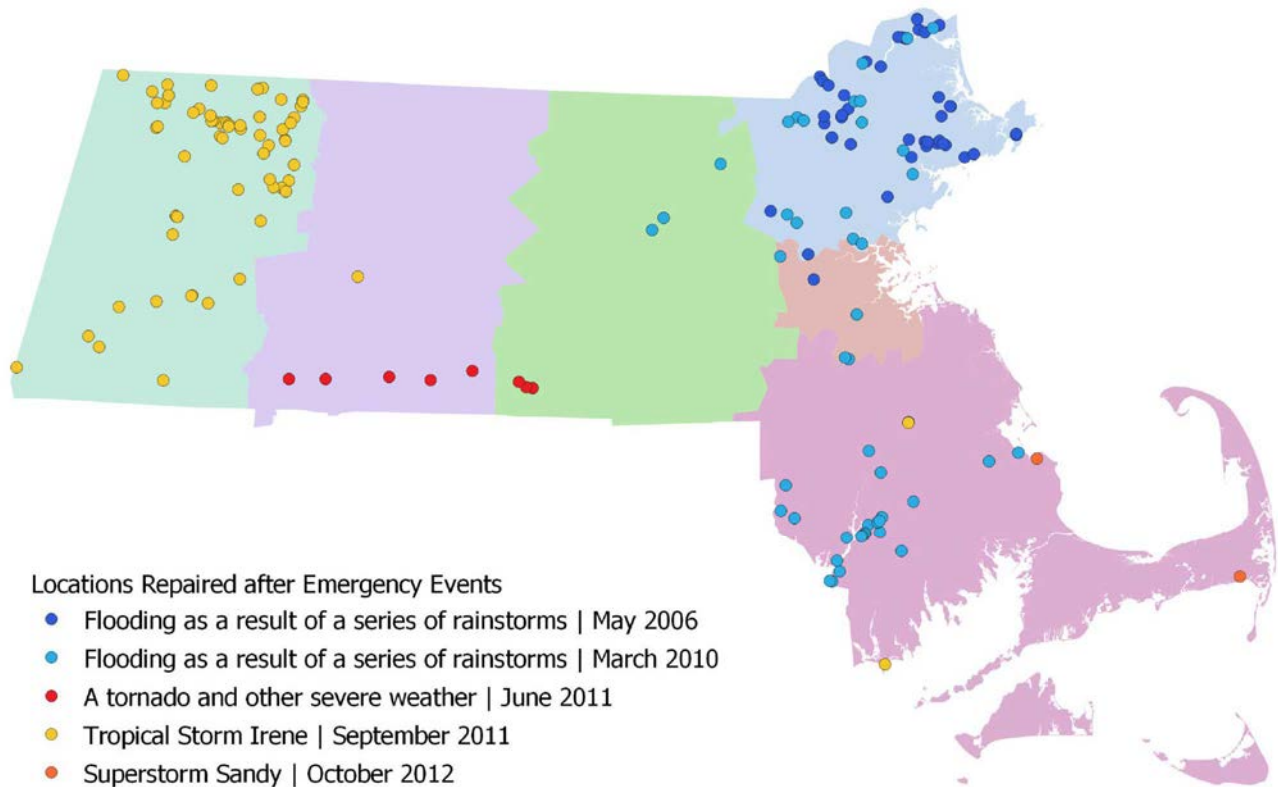 Locations Repaired after Emergency Events
Flooding as a result of a series of rainstorms | May 2006
Flooding as a result of a series of rainstorms | March 2010
A tornado and other severe weather | June 2011
Tropical Storm Irene | September 2011
Superstorm Sandy | October 2012